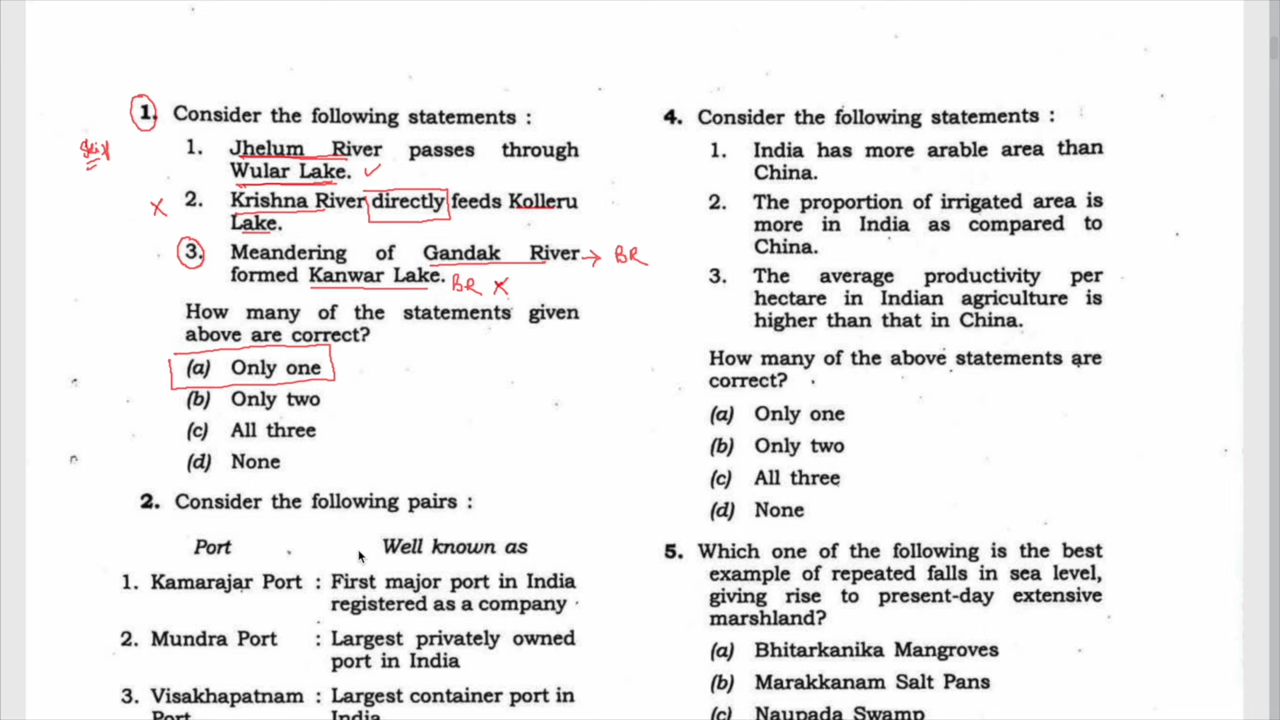 1. Consider the following statements :
1. Jhelum River passes through
Wular Lake.
X 2. Krishna River directly feeds Kolleru
Lake.
3. Meandering of Gandak River → BR
formed Kanwar Lake. BR X
How many of the statements given
above are correct?
(a) Only one
(b) Only two
(c) All three
(d) None
2. Consider the following pairs :
Port Well known as
1. Kamarajar Port : First major port in India
registered as a company
2. Mundra Port : Largest privately owned
port in India
3. Visakhapatnam : Largest container port in
Port India
4. Consider the following statements :
1. India has more arable area than
China.
2. The proportion of irrigated area is
more in India as compared to
China.
3. The average productivity per
hectare in Indian agriculture is
higher than that in China.
How many of the above statements are
correct?
(a) Only one
(b) Only two
(c) All three
(d) None
5. Which one of the following is the best
example of repeated falls in sea level,
giving rise to present-day extensive
marshland?
(a) Bhitarkanika Mangroves
(b) Marakkanam Salt Pans
(c) Naupada Swamp